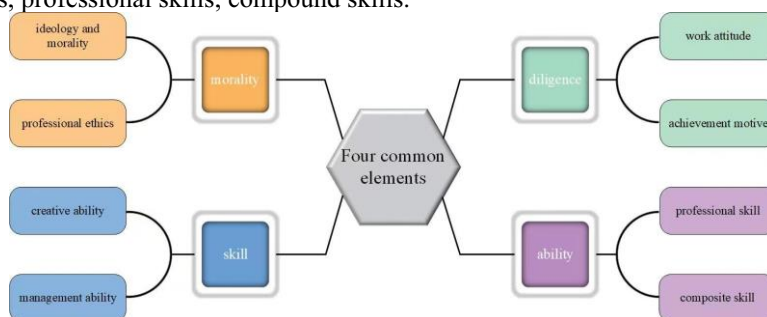 s, professional skills, compound skills.
ideology and
morality
professional ethics
morality
creative ability
management ability
skill
Four common
elements
diligence
work attitude
achievement motive
ability
professional skill
composite skill